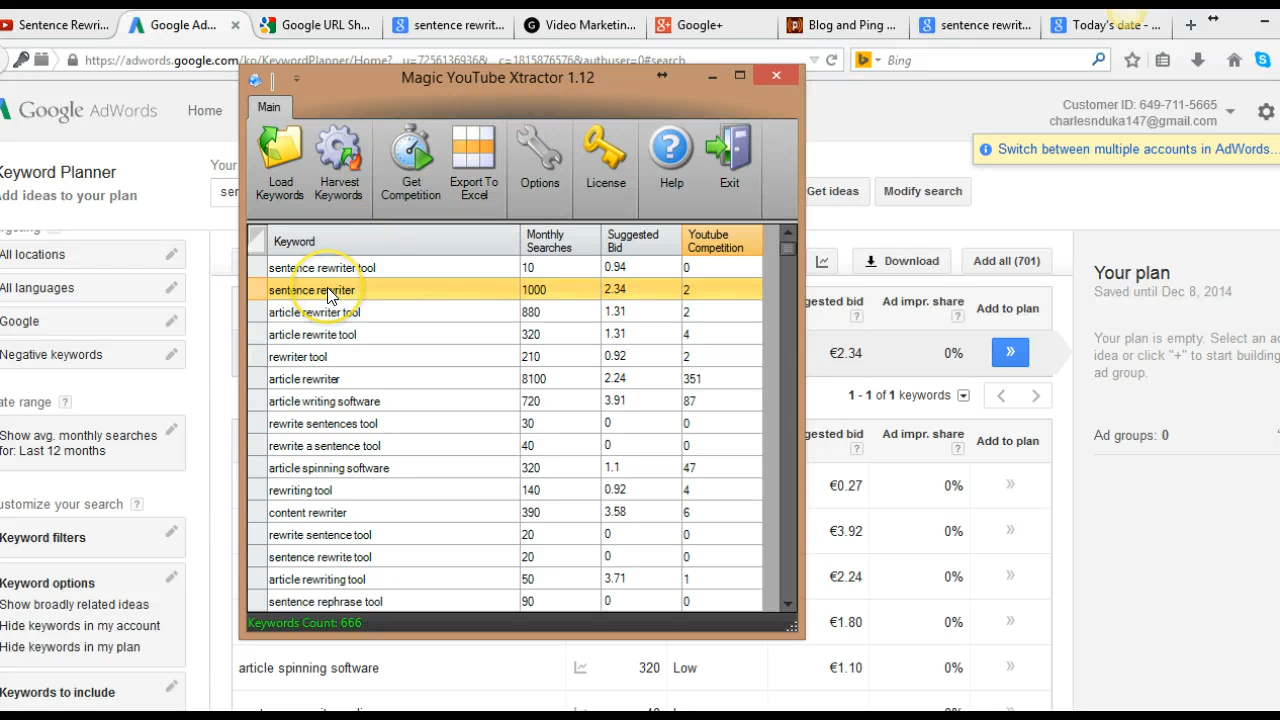 Sentence Rewri...
Google Ad...
Google URL Sh...
sentence rewrit...
Video Marketin...
Google+
Blog and Ping ...
sentence rewrit...
Today's date - ...
https://adwords.google.com/ko/KeywordPlanner/Home?
Bing
Google AdWords
Home
Customer ID: 649-711-5665
charlesnduka147@gmail.com
Switch between multiple accounts in AdWords...
Magic YouTube Xtractor 1.12
Main
Load Keywords
Harvest Keywords
Get Competition
Export To Excel
Options
License
Help
Exit
Keyword
Monthly Searches
Suggested Bid
Youtube Competition
sentence rewriter tool 10 0.94 0
sentence rewriter 1000 2.34 2
article rewriter tool 880 1.31 2
article rewrite tool 320 1.31 4
rewriter tool 210 0.92 2
article rewriter 8100 2.24 351
article writing software 720 3.91 87
rewrite sentences tool 30 0 0
rewrite a sentence tool 40 0 0
article spinning software 320 1.1 47
rewriting tool 140 0.92 4
content rewriter 390 3.58 6
rewrite sentence tool 20 0 0
sentence rewrite tool 20 0 0
article rewriting tool 50 3.71 1
sentence rephrase tool 90 0 0
Keywords Count: 666
Keyword Planner
Add ideas to your plan
All locations
All languages
Google
Negative keywords
Show avg. monthly searches
for: Last 12 months
Customize your search ?
Keyword filters
Keyword options
Show broadly related ideas
Hide keywords in my account
Hide keywords in my plan
Keywords to include
Your
sen
Get ideas
Modify search
Download
Add all (701)
Ad impr. share ?
Add to plan
€2.34 0% »
1 - 1 of 1 keywords
Ad impr. share ?
Add to plan
€0.27 0% »
€3.92 0% »
€2.24 0% »
€1.80 0% »
article spinning software 320 Low €1.10 0% »
Your plan
Saved until Dec 8, 2014
Your plan is empty. Select an ad
idea or click "+" to start building
ad group.
Ad groups: 0